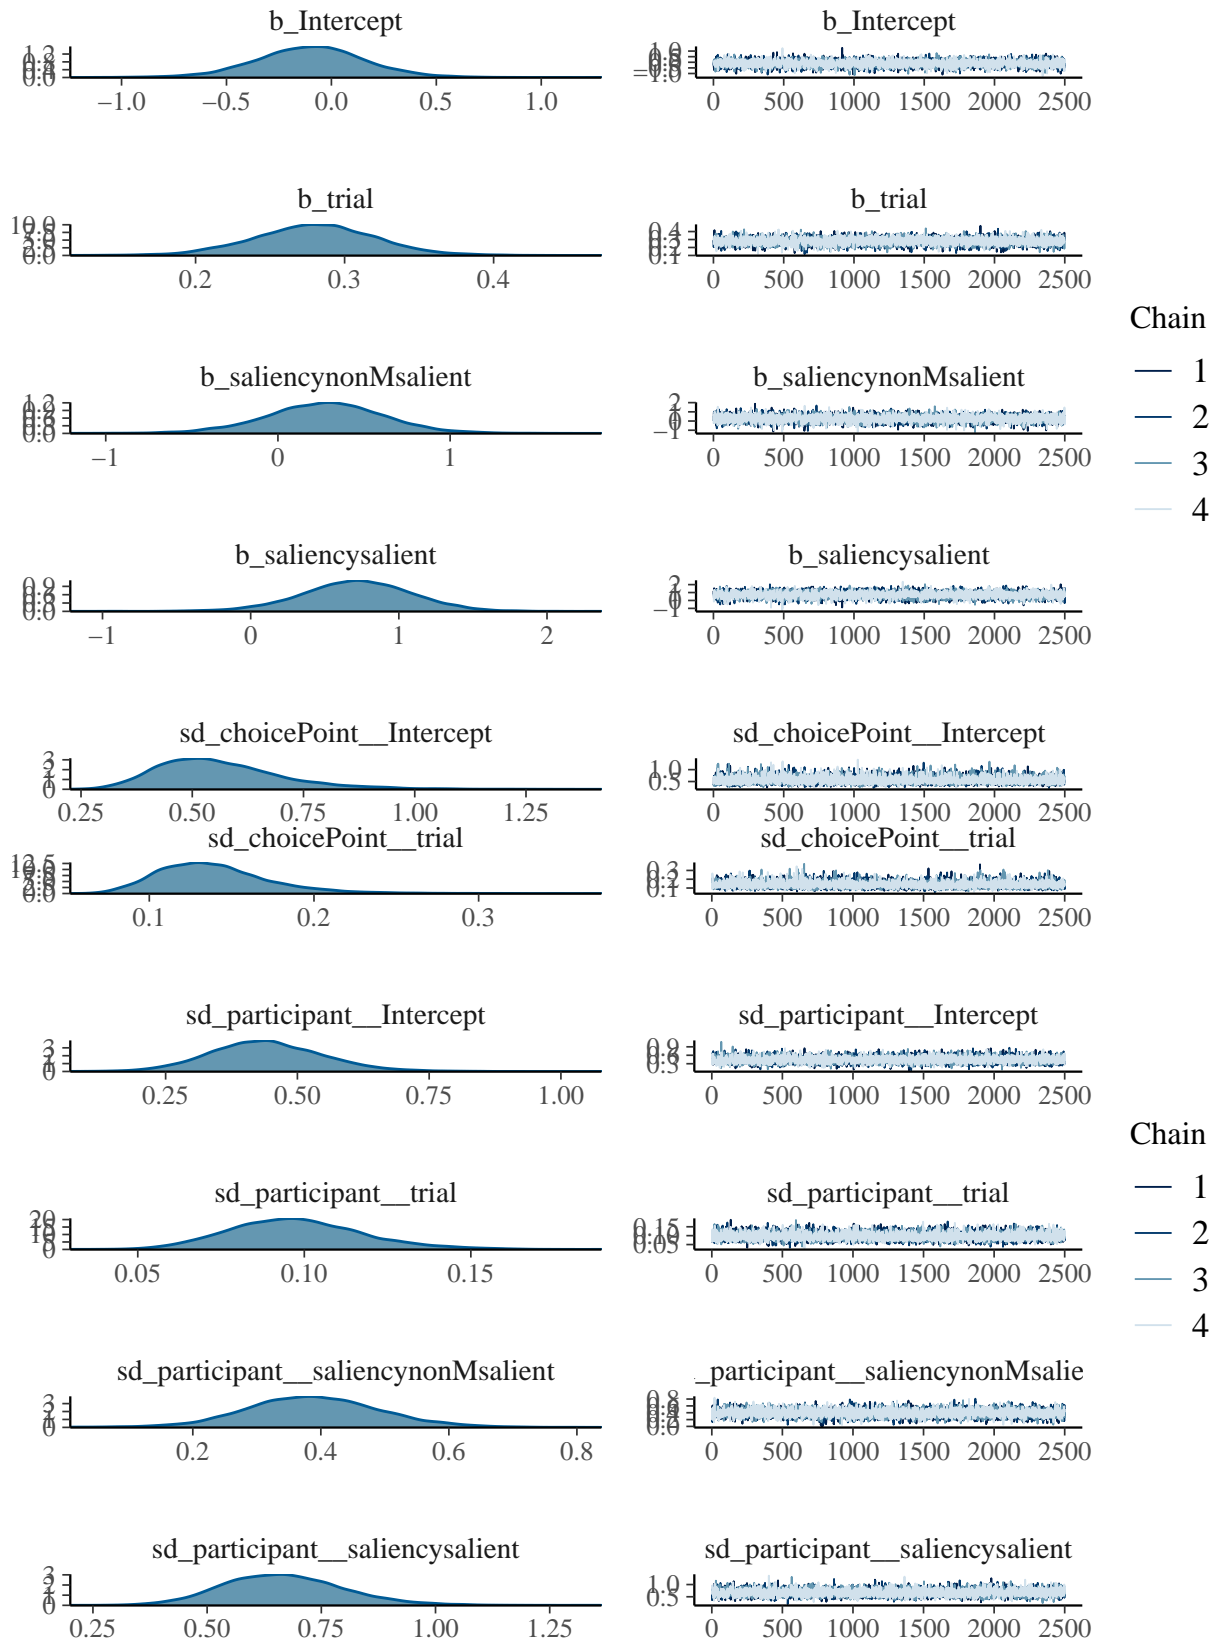 b_Intercept b_Intercept
−1.0 −0.5 0.0 0.5 1.0 0 500 1000 1500 2000 2500
b_trial b_trial
0.2 0.3 0.4 0 500 1000 1500 2000 2500
Chain
b_saliencynonMsalient b_saliencynonMsalient
1
2
−1 0 1 0 500 1000 1500 2000 2500
3
4
b_saliencysalient b_saliencysalient
−1 0 1 2 0 500 1000 1500 2000 2500
sd_choicePoint__Intercept sd_choicePoint__Intercept
1.0
0.5
0.25 0.50 0.75 1.00 1.25 0 500 1000 1500 2000 2500
sd_choicePoint__trial sd_choicePoint__trial
0.1 0.2 0.3 0 500 1000 1500 2000 2500
sd_participant__Intercept sd_participant__Intercept
0.25 0.50 0.75 1.00 0 500 1000 1500 2000 2500
Chain
sd_participant__trial sd_participant__trial
1
2
0.05 0.10 0.15 0 500 1000 1500 2000 2500
3
4
sd_participant__saliencynonMsalient _participant__saliencynonMsalie
0.2 0.4 0.6 0.8 0 500 1000 1500 2000 2500
sd_participant__saliencysalient sd_participant__saliencysalient
1.0
0.5
0.25 0.50 0.75 1.00 1.25 0 500 1000 1500 2000 2500